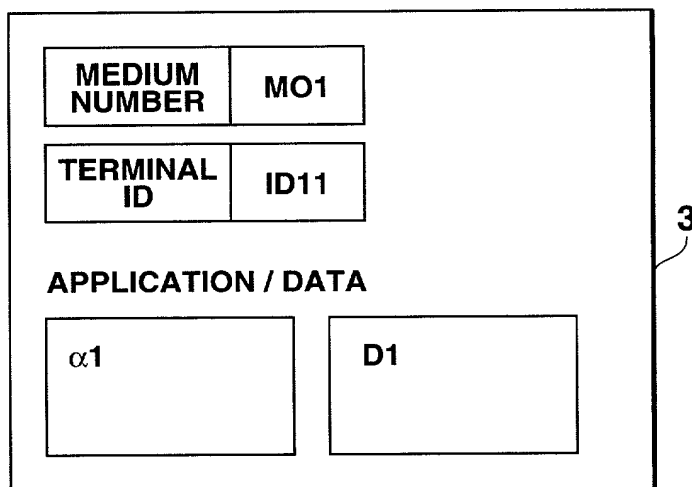 MEDIUM NUMBER MO1
TERMINAL ID ID11
3
APPLICATION / DATA
α1 D1